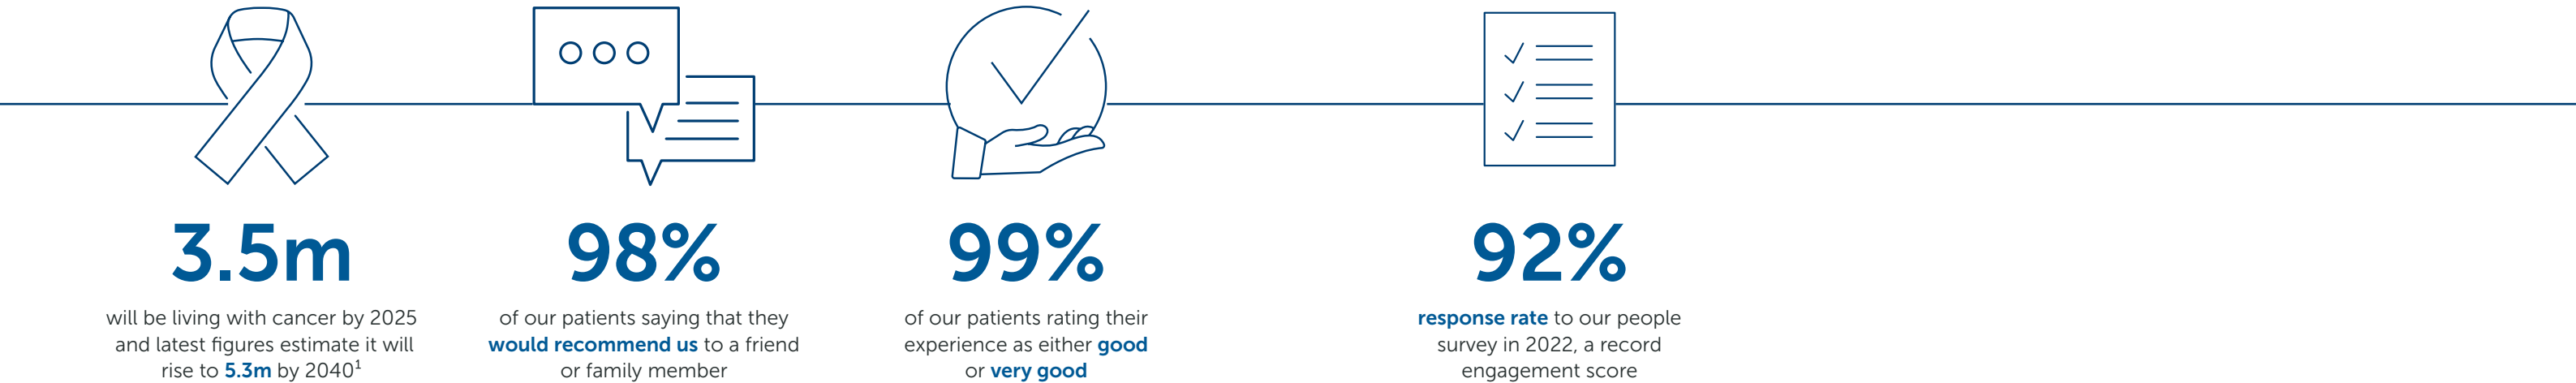 3.5m
will be living with cancer by 2025
and latest figures estimate it will
rise to 5.3m by 2040¹
98%
of our patients saying that they
would recommend us to a friend
or family member
99%
of our patients rating their
experience as either good
or very good
92%
response rate to our people
survey in 2022, a record
engagement score